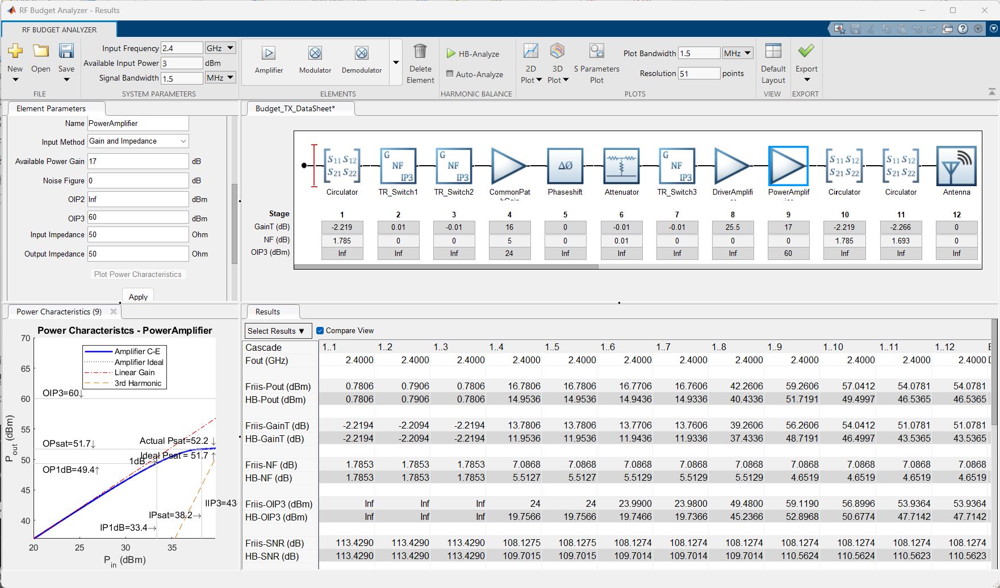 RF Budget Analyzer - Results
RF BUDGET ANALYZER
New
Open
Save
FILE
Input Frequency 2.4 GHz
Available Input Power 3 dBm
Signal Bandwidth 1.5 MHz
SYSTEM PARAMETERS
Amplifier
Modulator
Demodulator
Delete
Element
ELEMENTS
HB-Analyze
Auto-Analyze
HARMONIC BALANCE
2D
Plot
3D
Plot
S Parameters
Plot
Plot Bandwidth 1.5 MHz
Resolution 51 points
PLOTS
Default
Layout
VIEW
Export
EXPORT
Element Parameters
Name PowerAmplifier
Input Method Gain and Impedance
Available Power Gain 17 dB
Noise Figure 0 dB
OIP2 Inf dBm
OIP3 60 dBm
Input Impedance 50 Ohm
Output Impedance 50 Ohm
Plot Power Characteristics
Apply
Budget_TX_DataSheet*
S11 S12 G G G S11 S12 S11 S12
NF NF ΔØ NF
S21 S22 IP3 IP3 IP3 S21 S22 S21 S22
Circulator TR_Switch1 TR_Switch2 CommonPat Phaseshift Attenuator TR_Switch3 DriverAmplifi PowerAmplif Circulator Circulator Antenna
Stage 1 2 3 4 5 6 7 8 9 10 11 12
GainT (dB) -2.219 0.01 -0.01 16 0 -0.01 -0.01 25.5 17 -2.219 -2.266 0
NF (dB) 1.785 0 0 5 0 0.01 0 0 0 1.785 1.693 0
OIP3 (dBm) Inf Inf Inf 24 Inf Inf Inf Inf 60 Inf Inf Inf
Power Characteristics (9)
Power Characteristcs - PowerAmplifier
Amplifier C-E
Amplifier Ideal
Linear Gain
3rd Harmonic
70
65
60
55
50
45
40
Pout (dBm)
OIP3=60↓
OPsat=51.7↓
Actual Psat=52.2 ↓
Ideal Psat = 51.7 ↑
1dB→
OP1dB=49.4↑
IIP3=43
IPsat=38.2→
IP1dB=33.4→
20 25 30 35
Pin (dBm)
Results
Select Results ▼
Compare View
Cascade 1..1 1..2 1..3 1..4 1..5 1..6 1..7 1..8 1..9 1..10 1..11 1..12
Fout (GHz) 2.4000 2.4000 2.4000 2.4000 2.4000 2.4000 2.4000 2.4000 2.4000 2.4000 2.4000 2.4000
Friis-Pout (dBm) 0.7806 0.7906 0.7806 16.7806 16.7806 16.7706 16.7606 42.2606 59.2606 57.0412 54.0781 54.0781
HB-Pout (dBm) 0.7806 0.7906 0.7806 14.9536 14.9536 14.9436 14.9336 40.4336 51.7191 49.4997 46.5365 46.5365
Friis-GainT (dB) -2.2194 -2.2094 -2.2194 13.7806 13.7806 13.7706 13.7606 39.2606 56.2606 54.0412 51.0781 51.0781
HB-GainT (dB) -2.2194 -2.2094 -2.2194 11.9536 11.9536 11.9436 11.9336 37.4336 48.7191 46.4997 43.5365 43.5365
Friis-NF (dB) 1.7853 1.7853 1.7853 7.0868 7.0868 7.0868 7.0868 7.0868 7.0868 7.0868 7.0868 7.0868
HB-NF (dB) 1.7853 1.7853 1.7853 5.5127 5.5127 5.5129 5.5129 5.5129 4.6519 4.6519 4.6519 4.6519
Friis-OIP3 (dBm) Inf Inf Inf 24 24 23.9900 23.9800 49.4800 59.1190 56.8996 53.9364 53.9364
HB-OIP3 (dBm) Inf Inf Inf 19.7566 19.7566 19.7466 19.7366 45.2366 52.8968 50.6774 47.7142 47.7142
Friis-SNR (dB) 113.4290 113.4290 113.4290 108.1275 108.1275 108.1274 108.1274 108.1274 108.1274 108.1274 108.1274 108.1274
HB-SNR (dB) 113.4290 113.4290 113.4290 109.7015 109.7015 109.7014 109.7014 109.7014 110.5624 110.5624 110.5623 110.5623